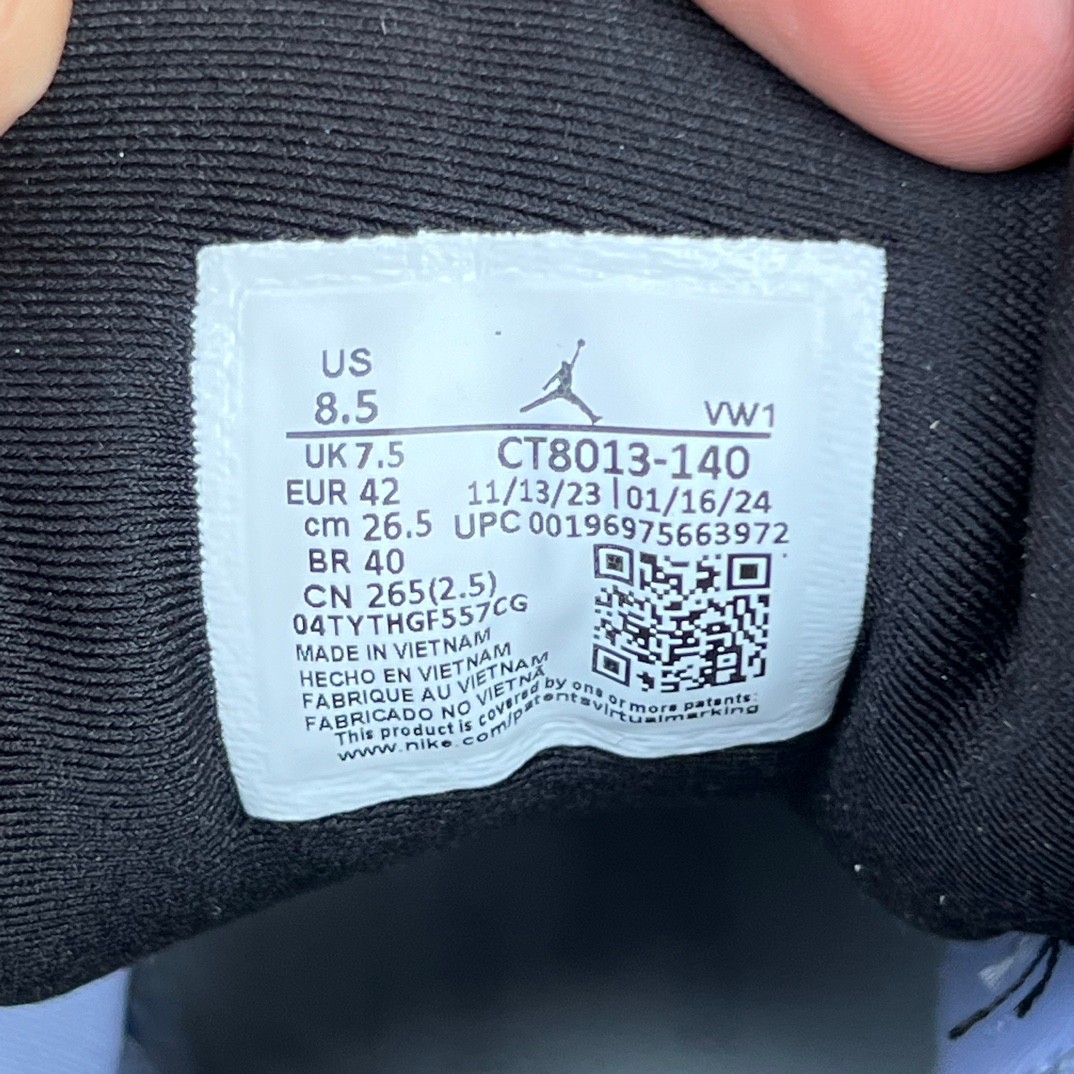 US
8.5
VW1
UK 7.5
CT8013-140
EUR 42
11/13/23 | 01/16/24
cm 26.5
UPC 00196975663972
BR 40
CN 265(2.5)
04TYTHGF557CG
MADE IN VIETNAM
HECHO EN VIETNAM
FABRIQUE AU VIETNAM
FABRICADO NO VIETNÃ
This product is covered by one or more patents:
www.nike.com/patentsvirtualmarking